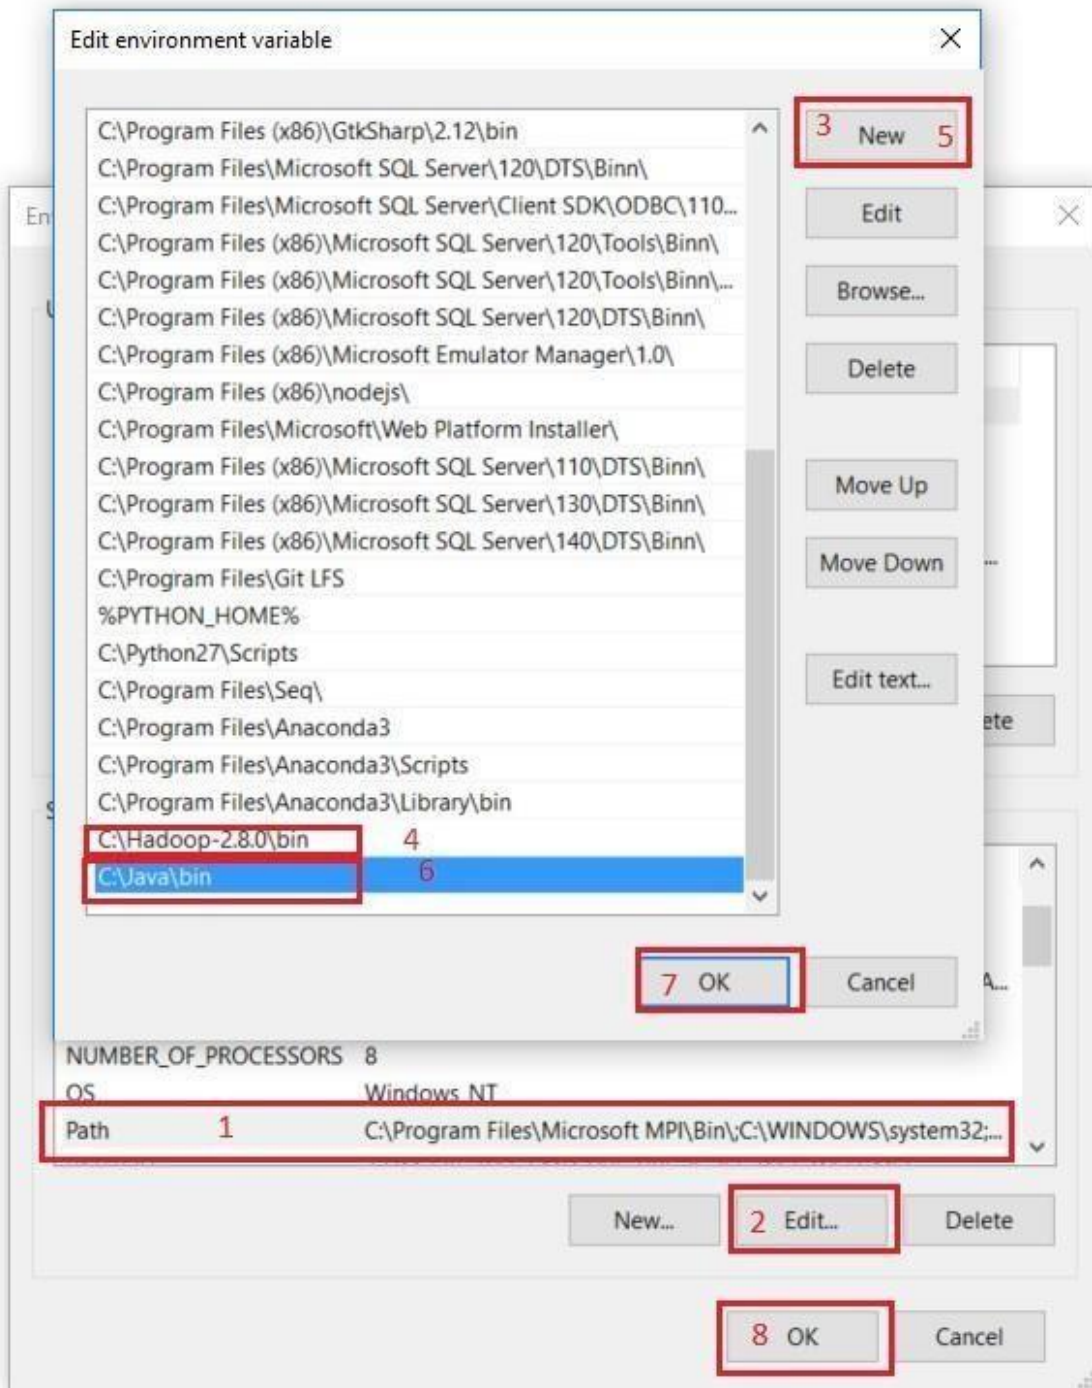 Edit environment variable
C:\Program Files (x86)\GtkSharp\2.12\bin
C:\Program Files\Microsoft SQL Server\120\DTS\Binn\
C:\Program Files\Microsoft SQL Server\Client SDK\ODBC\110...
C:\Program Files (x86)\Microsoft SQL Server\120\Tools\Binn\
C:\Program Files (x86)\Microsoft SQL Server\120\Tools\Binn\...
C:\Program Files (x86)\Microsoft SQL Server\120\DTS\Binn\
C:\Program Files (x86)\Microsoft Emulator Manager\1.0\
C:\Program Files (x86)\nodejs\
C:\Program Files\Microsoft\Web Platform Installer\
C:\Program Files (x86)\Microsoft SQL Server\110\DTS\Binn\
C:\Program Files (x86)\Microsoft SQL Server\130\DTS\Binn\
C:\Program Files (x86)\Microsoft SQL Server\140\DTS\Binn\
C:\Program Files\Git LFS
%PYTHON_HOME%
C:\Python27\Scripts
C:\Program Files\Seq\
C:\Program Files\Anaconda3
C:\Program Files\Anaconda3\Scripts
C:\Program Files\Anaconda3\Library\bin
C:\Hadoop-2.8.0\bin 4
C:\Java\bin 6
3 New 5
Edit
Browse...
Delete
Move Up
Move Down
Edit text...
7 OK
Cancel
En
ete
A...
NUMBER_OF_PROCESSORS 8
OS Windows_NT
Path 1 C:\Program Files\Microsoft MPI\Bin\;C:\WINDOWS\system32;...
New...
2 Edit...
Delete
8 OK
Cancel